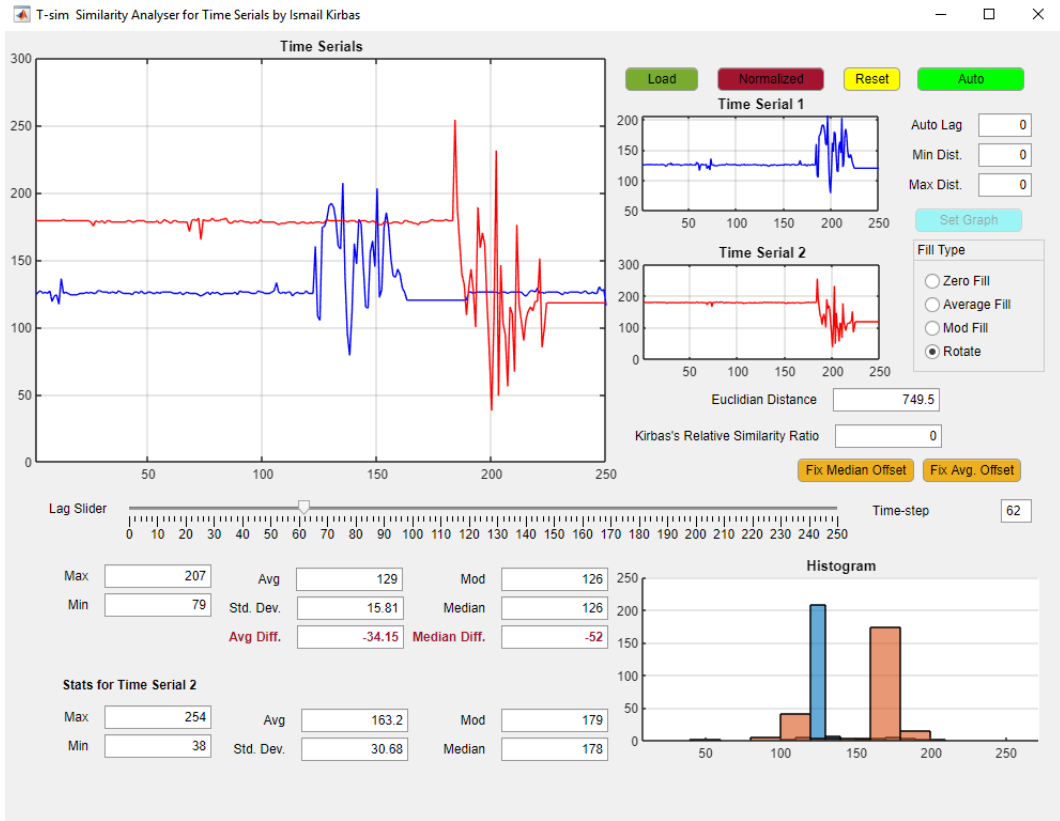 T-sim  Similarity Analyser for Time Serials by Ismail Kirbas
Time Serials
300
250
200
150
100
50
0
50 100 150 200 250
Load Normalized Reset Auto
Time Serial 1
200
150
100
50
50 100 150 200 250
Auto Lag 0
Min Dist. 0
Max Dist. 0
Set Graph
Time Serial 2
300
200
100
0
50 100 150 200 250
Fill Type
Zero Fill
Average Fill
Mod Fill
Rotate
Euclidian Distance 749.5
Kirbas's Relative Similarity Ratio 0
Fix Median Offset Fix Avg. Offset
Lag Slider
0 10 20 30 40 50 60 70 80 90 100 110 120 130 140 150 160 170 180 190 200 210 220 230 240 250
Time-step 62
Max 207 Avg 129 Mod 126
Min 79 Std. Dev. 15.81 Median 126
Avg Diff. -34.15 Median Diff. -52
Stats for Time Serial 2
Max 254 Avg 163.2 Mod 179
Min 38 Std. Dev. 30.68 Median 178
Histogram
250
200
150
100
50
0
50 100 150 200 250